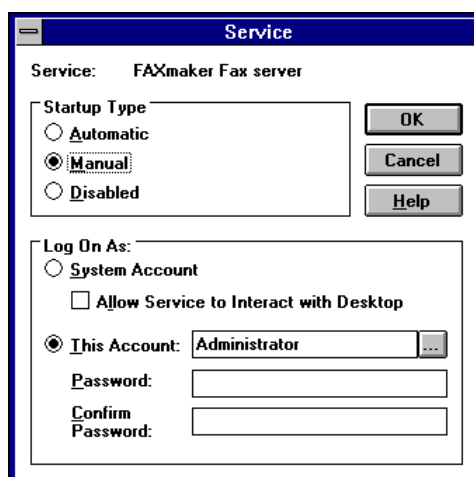 Service
Service: FAXmaker Fax server
Startup Type
Automatic
Manual
Disabled
OK
Cancel
Help
Log On As:
System Account
Allow Service to Interact with Desktop
This Account: Administrator ...
Password:
Confirm
Password: